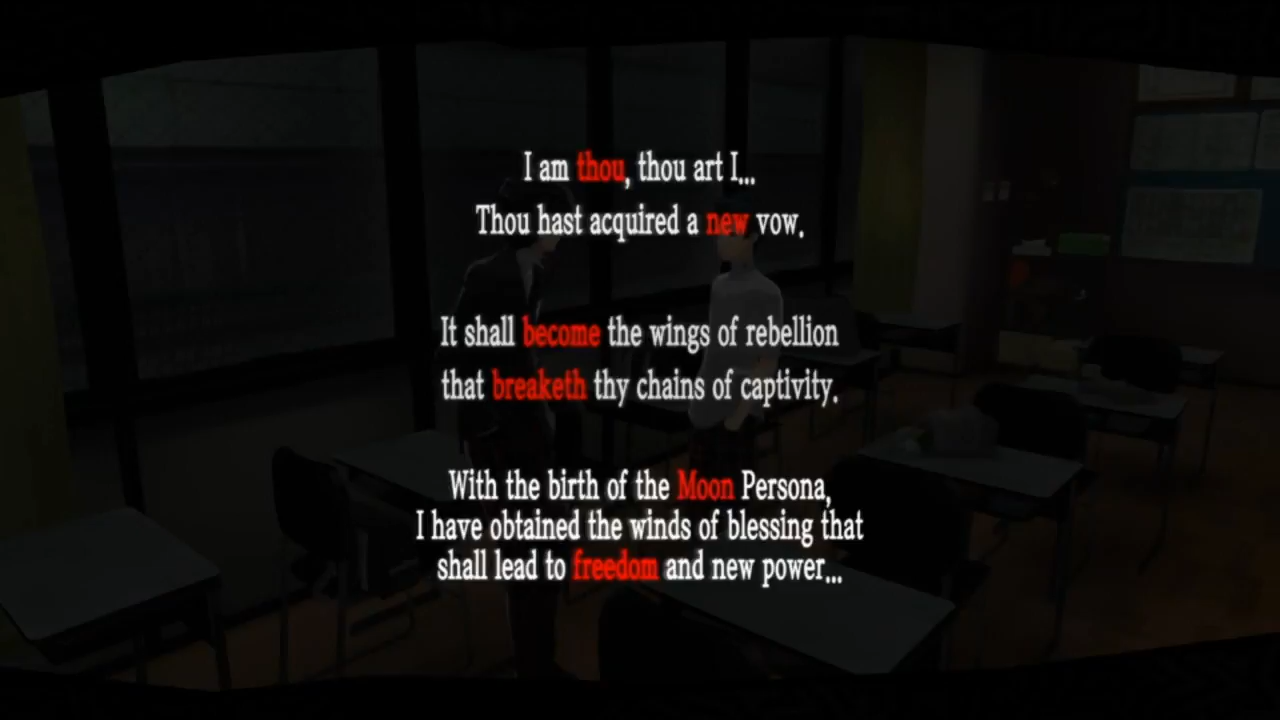 I am thou, thou art I...
Thou hast acquired a new vow.
It shall become the wings of rebellion
that breaketh thy chains of captivity.
With the birth of the Moon Persona,
I have obtained the winds of blessing that
shall lead to freedom and new power...